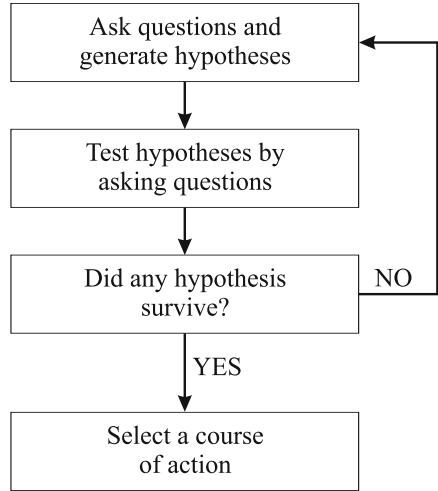 Ask questions and
generate hypotheses
Test hypotheses by
asking questions
Did any hypothesis
survive?
NO
YES
Select a course
of action